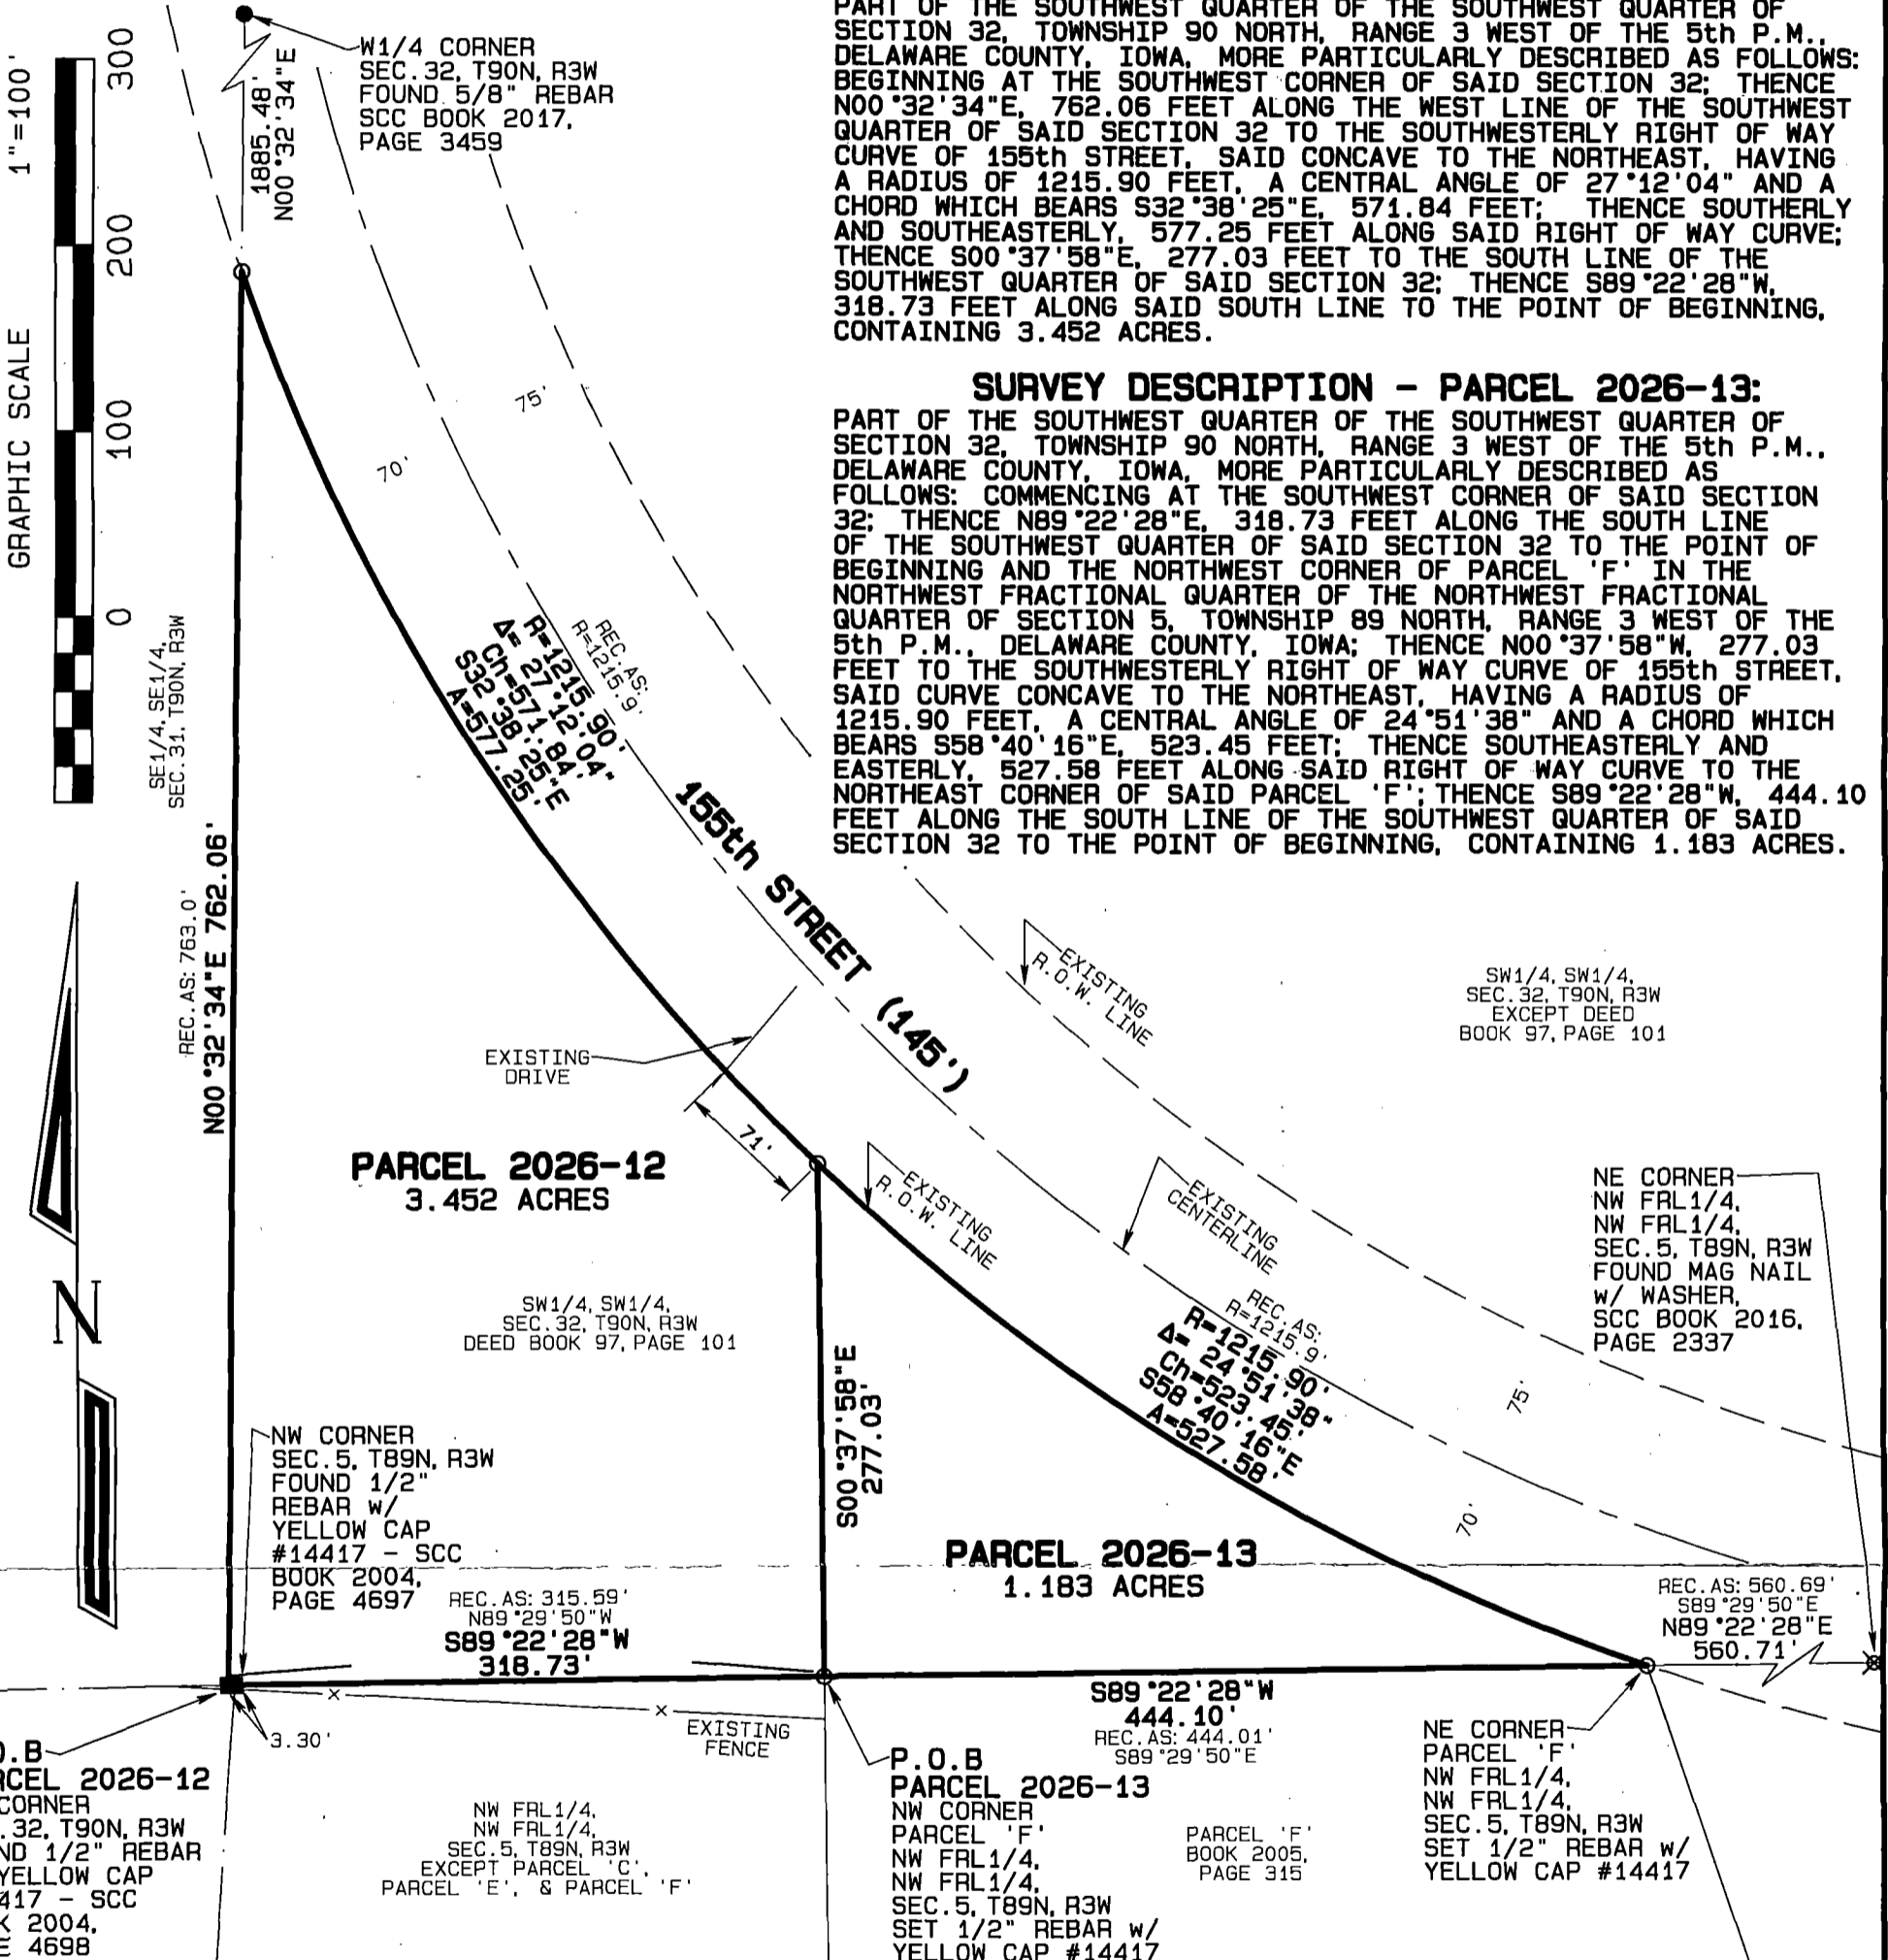 PART OF THE SOUTHWEST QUARTER OF THE SOUTHWEST QUARTER OF
SECTION 32, TOWNSHIP 90 NORTH, RANGE 3 WEST OF THE 5th P.M.,
DELAWARE COUNTY, IOWA, MORE PARTICULARLY DESCRIBED AS FOLLOWS:
BEGINNING AT THE SOUTHWEST CORNER OF SAID SECTION 32; THENCE
N00°32'34"E, 762.06 FEET ALONG THE WEST LINE OF THE SOUTHWEST
QUARTER OF SAID SECTION 32 TO THE SOUTHWESTERLY RIGHT OF WAY
CURVE OF 155th STREET, SAID CONCAVE TO THE NORTHEAST, HAVING
A RADIUS OF 1215.90 FEET, A CENTRAL ANGLE OF 27°12'04" AND A
CHORD WHICH BEARS S32°38'25"E, 571.84 FEET; THENCE SOUTHERLY
AND SOUTHEASTERLY, 577.25 FEET ALONG SAID RIGHT OF WAY CURVE;
THENCE S00°37'58"E, 277.03 FEET TO THE SOUTH LINE OF THE
SOUTHWEST QUARTER OF SAID SECTION 32; THENCE S89°22'28"W,
318.73 FEET ALONG SAID SOUTH LINE TO THE POINT OF BEGINNING,
CONTAINING 3.452 ACRES.
SURVEY DESCRIPTION - PARCEL 2026-13:
PART OF THE SOUTHWEST QUARTER OF THE SOUTHWEST QUARTER OF
SECTION 32, TOWNSHIP 90 NORTH, RANGE 3 WEST OF THE 5th P.M.,
DELAWARE COUNTY, IOWA, MORE PARTICULARLY DESCRIBED AS
FOLLOWS: COMMENCING AT THE SOUTHWEST CORNER OF SAID SECTION
32; THENCE N89°22'28"E, 318.73 FEET ALONG THE SOUTH LINE
OF THE SOUTHWEST QUARTER OF SAID SECTION 32 TO THE POINT OF
BEGINNING AND THE NORTHWEST CORNER OF PARCEL 'F' IN THE
NORTHWEST FRACTIONAL QUARTER OF THE NORTHWEST FRACTIONAL
QUARTER OF SECTION 5, TOWNSHIP 89 NORTH, RANGE 3 WEST OF THE
5th P.M., DELAWARE COUNTY, IOWA; THENCE N00°37'58"W, 277.03
FEET TO THE SOUTHWESTERLY RIGHT OF WAY CURVE OF 155th STREET,
SAID CURVE CONCAVE TO THE NORTHEAST, HAVING A RADIUS OF
1215.90 FEET, A CENTRAL ANGLE OF 24°51'38" AND A CHORD WHICH
BEARS S58°40'16"E, 523.45 FEET; THENCE SOUTHEASTERLY AND
EASTERLY, 527.58 FEET ALONG SAID RIGHT OF WAY CURVE TO THE
NORTHEAST CORNER OF SAID PARCEL 'F'; THENCE S89°22'28"W, 444.10
FEET ALONG THE SOUTH LINE OF THE SOUTHWEST QUARTER OF SAID
SECTION 32 TO THE POINT OF BEGINNING, CONTAINING 1.183 ACRES.
GRAPHIC SCALE 1"=100'
0 100 200 300
1885.48'
N00°32'34"E
W1/4 CORNER
SEC.32, T90N, R3W
FOUND 5/8" REBAR
SCC BOOK 2017,
PAGE 3459
75'
70'
SE1/4, SE1/4,
SEC.31, T90N, R3W
REC. AS:
R=1215.9'
R=1215.90'
Δ= 27°12'04"
Ch=571.84'
S32°38'25"E
A=577.25'
155th STREET (145')
REC.AS: 763.0'
N00°32'34"E 762.06'
EXISTING
R.O.W. LINE
SW1/4, SW1/4,
SEC.32, T90N, R3W
EXCEPT DEED
BOOK 97, PAGE 101
EXISTING
DRIVE
71'
PARCEL 2026-12
3.452 ACRES
EXISTING
R.O.W. LINE
EXISTING
CENTERLINE
NE CORNER
NW FRL1/4,
NW FRL1/4,
SEC.5, T89N, R3W
FOUND MAG NAIL
w/ WASHER,
SCC BOOK 2016,
PAGE 2337
SW1/4, SW1/4,
SEC.32, T90N, R3W
DEED BOOK 97, PAGE 101
REC. AS:
R=1215.9'
R=1215.90'
Δ= 24°51'38"
Ch=523.45'
S58°40'16"E
A=527.58'
75'
70'
S00°37'58"E
277.03'
N
NW CORNER
SEC.5, T89N, R3W
FOUND 1/2"
REBAR w/
YELLOW CAP
#14417 - SCC
BOOK 2004,
PAGE 4697
PARCEL 2026-13
1.183 ACRES
REC.AS: 315.59'
N89°29'50"W
S89°22'28"W
318.73'
REC.AS: 560.69'
S89°29'50"E
N89°22'28"E
560.71'
S89°22'28"W
444.10'
REC.AS: 444.01'
S89°29'50"E
3.30'
EXISTING
FENCE
.B
2026-12
CORNER
32, T90N, R3W
1/2" REBAR
YELLOW CAP
- SCC
2004,
4698
NW FRL1/4,
NW FRL1/4,
SEC.5, T89N, R3W
EXCEPT PARCEL 'C',
PARCEL 'E', & PARCEL 'F'
P.O.B
PARCEL 2026-13
NW CORNER
PARCEL 'F'
NW FRL1/4,
NW FRL1/4,
SEC.5, T89N, R3W
SET 1/2" REBAR w/
YELLOW CAP #14417
PARCEL 'F'
BOOK 2005,
PAGE 315
NE CORNER
PARCEL 'F'
NW FRL1/4,
NW FRL1/4,
SEC.5, T89N, R3W
SET 1/2" REBAR w/
YELLOW CAP #14417